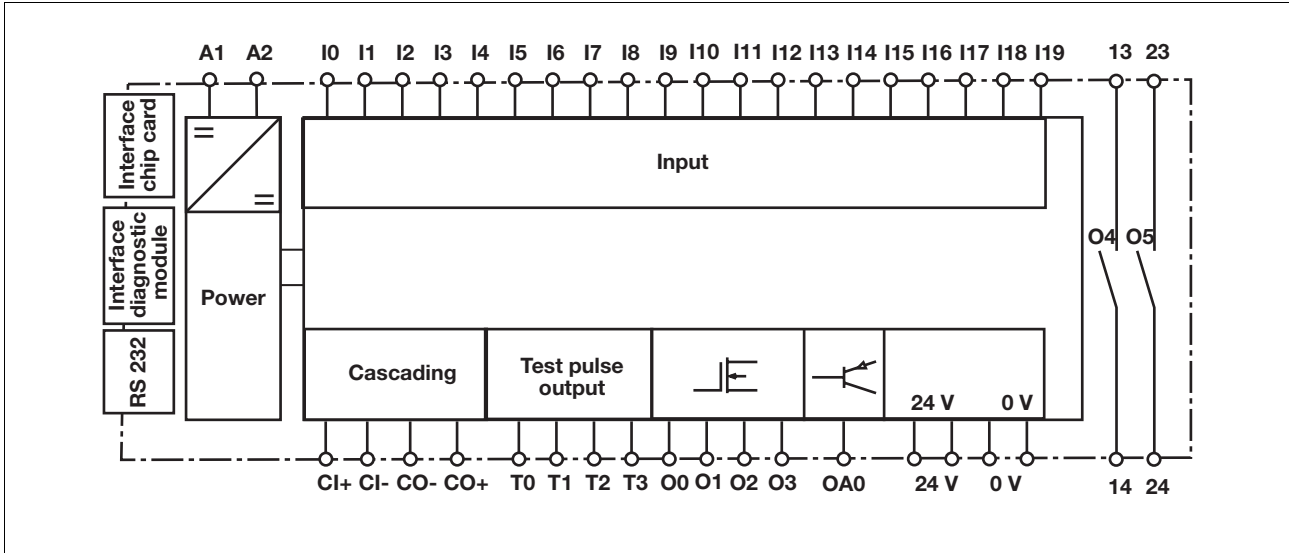 A1 A2 I0 I1 I2 I3 I4 I5 I6 I7 I8 I9 I10 I11 I12 I13 I14 I15 I16 I17 I18 I19 13 23
Interface
chip card
Interface
diagnostic
module
RS 232
Power
Input
O4 O5
Cascading
Test pulse
output
24 V 0 V
CI+ CI- CO- CO+ T0 T1 T2 T3 O0 O1 O2 O3 OA0 24 V 0 V 14 24